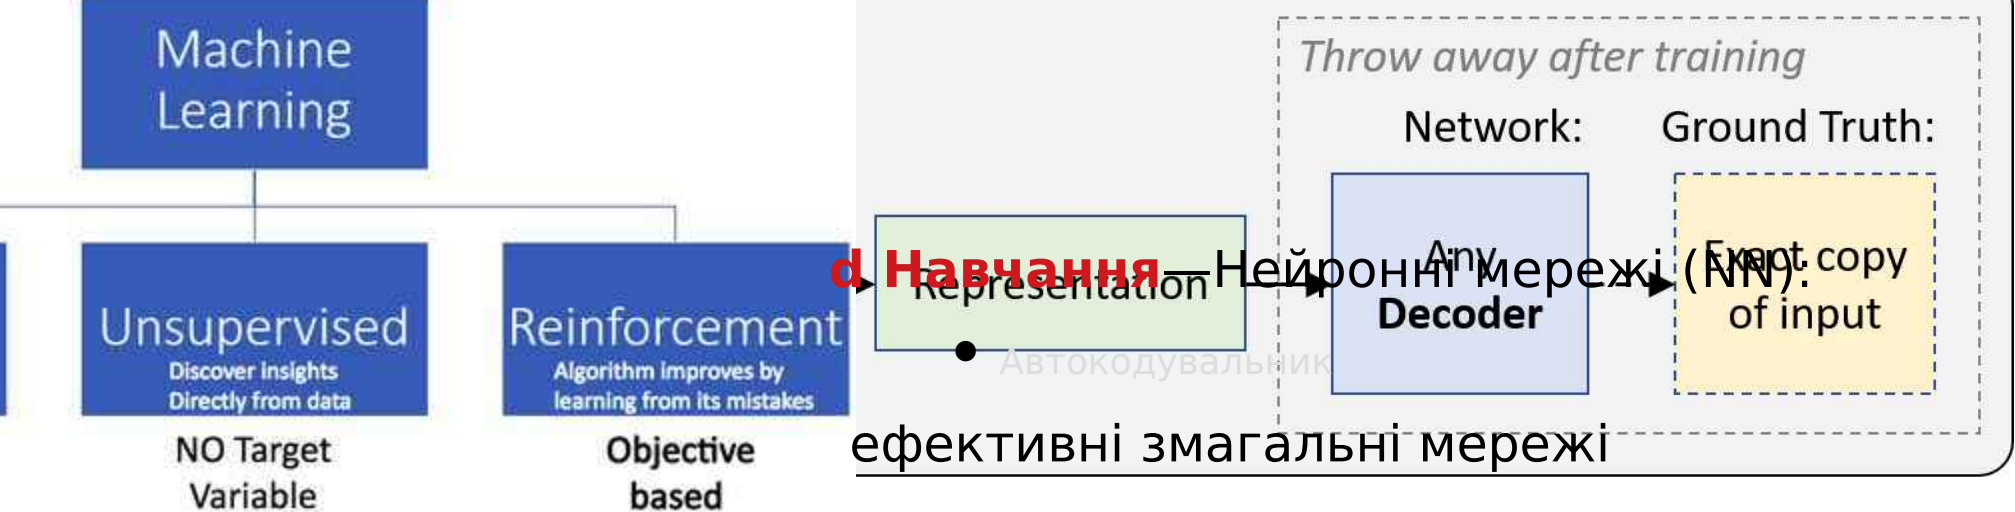 Machine
Learning
Unsupervised
Discover insights
Directly from data
NO Target
Variable
Reinforcement
Algorithm improves by
learning from its mistakes
Objective
based
Throw away after training
Network:
Ground Truth:
d Навчання—Нейронні мережі (NN):
Representation
Any
Decoder
Exact copy
of input
Автокодувальник
ефективні змагальні мережі